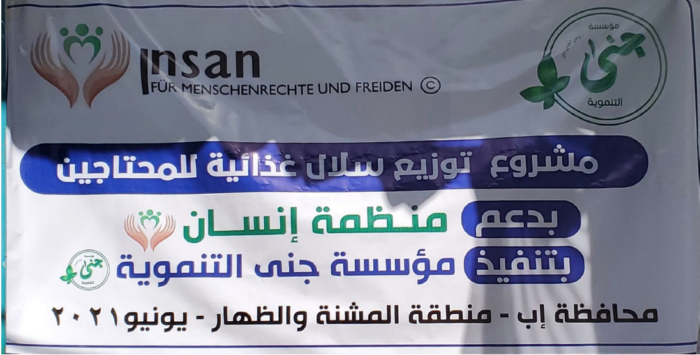 Insan
FÜR MENSCHENRECHTE UND FREIDEN ©
مؤسسة
جنى
التنموية
مشروع توزيع سلال غذائية للمحتاجين
بدعم منظمة إنسان
بتنفيذ مؤسسة جنى التنموية
جنى
محافظة إب - منطقة المشنة والظهار - يونيو ٢٠٢١